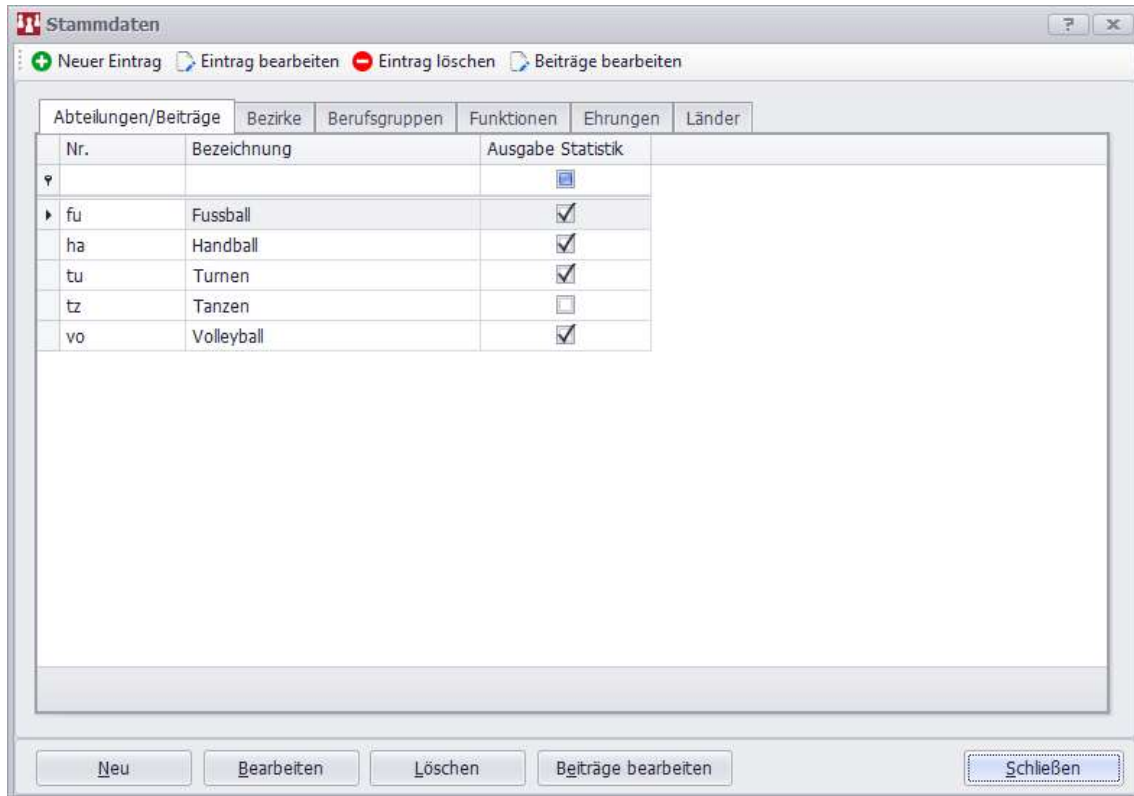 Stammdaten
Neuer Eintrag Eintrag bearbeiten Eintrag löschen Beiträge bearbeiten
Abteilungen/Beiträge Bezirke Berufsgruppen Funktionen Ehrungen Länder
Nr. Bezeichnung Ausgabe Statistik
fu Fussball
ha Handball
tu Turnen
tz Tanzen
vo Volleyball
Neu Bearbeiten Löschen Beiträge bearbeiten Schließen